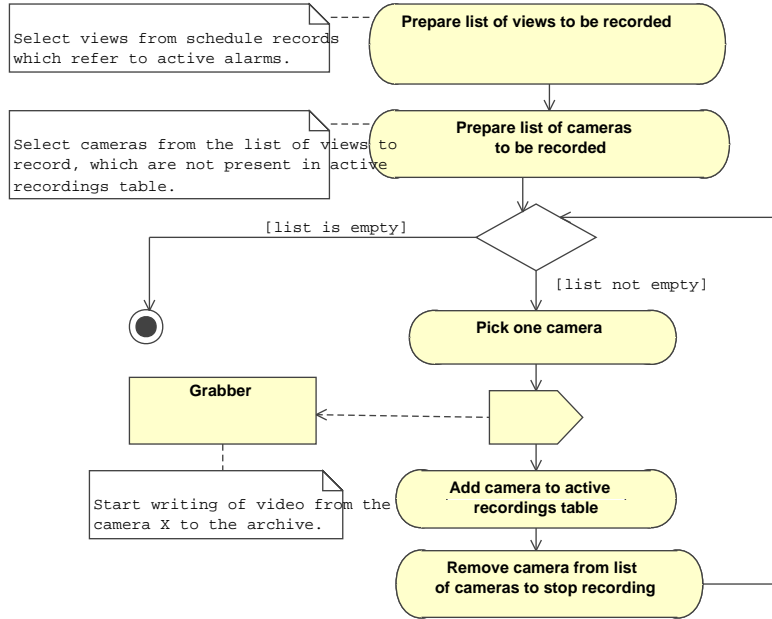 Prepare list of views to be recorded
Select views from schedule records
which refer to active alarms.
Prepare list of cameras
to be recorded
Select cameras from the list of views to
record, which are not present in active
recordings table.
[list is empty]
[list not empty]
Pick one camera
Grabber
Add camera to active
recordings table
Start writing of video from the
camera X to the archive.
Remove camera from list
of cameras to stop recording